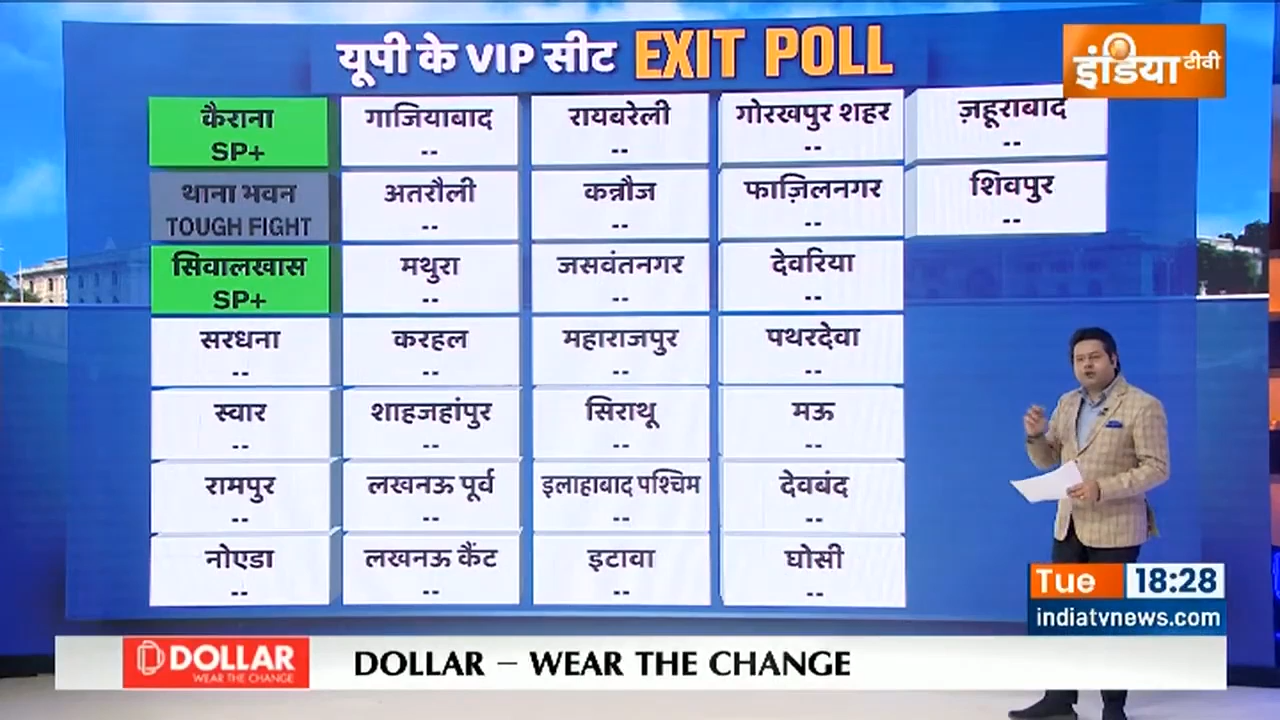 यूपी के VIP सीट EXIT POLL
इंडिया टीवी
कैराना
SP+
गाजियाबाद
--
रायबरेली
--
गोरखपुर शहर
--
ज़हूराबाद
--
थाना भवन
TOUGH FIGHT
अतरौली
--
कन्नौज
--
फाज़िलनगर
--
शिवपुर
--
सिवालखास
SP+
मथुरा
--
जसवंतनगर
--
देवरिया
--
सरधना
--
करहल
--
महाराजपुर
--
पथरदेवा
--
स्वार
--
शाहजहांपुर
--
सिराथू
--
मऊ
--
रामपुर
--
लखनऊ पूर्व
--
इलाहाबाद पश्चिम
--
देवबंद
--
नोएडा
--
लखनऊ कैंट
--
इटावा
--
घोसी
--
Tue 18:28
indiatvnews.com
DOLLAR
WEAR THE CHANGE
DOLLAR – WEAR THE CHANGE